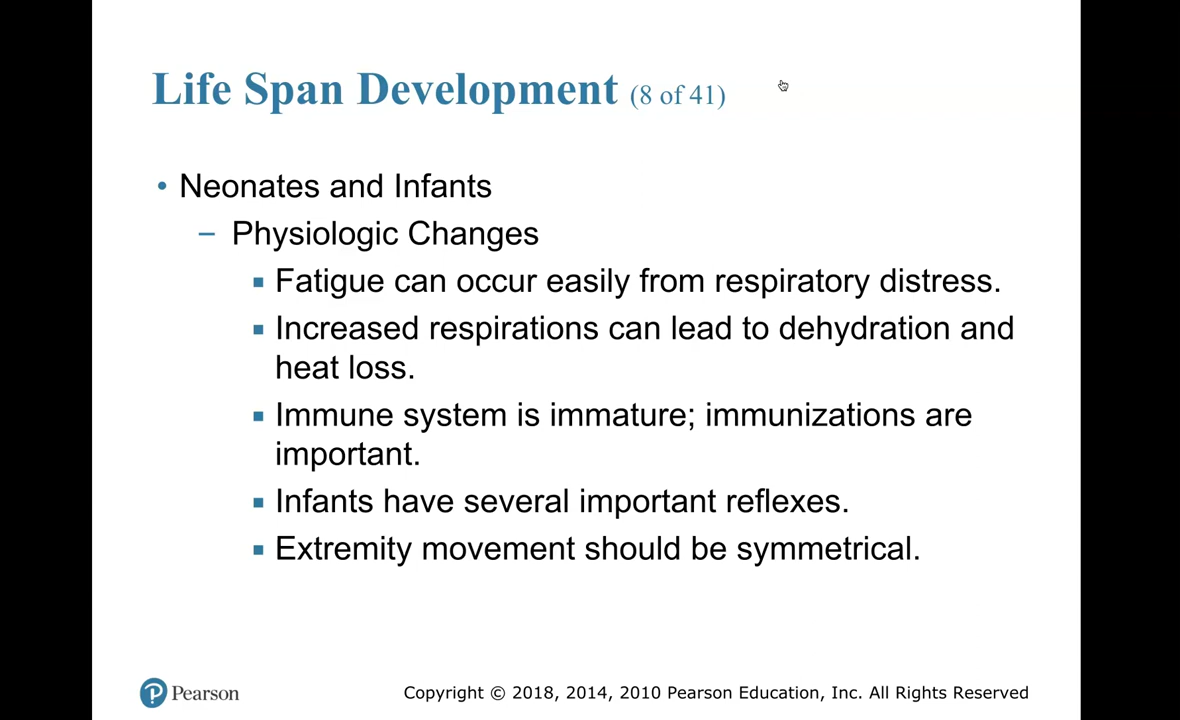 Life Span Development (8 of 41)
• Neonates and Infants
– Physiologic Changes
▪ Fatigue can occur easily from respiratory distress.
▪ Increased respirations can lead to dehydration and
heat loss.
▪ Immune system is immature; immunizations are
important.
▪ Infants have several important reflexes.
▪ Extremity movement should be symmetrical.
P Pearson
Copyright © 2018, 2014, 2010 Pearson Education, Inc. All Rights Reserved